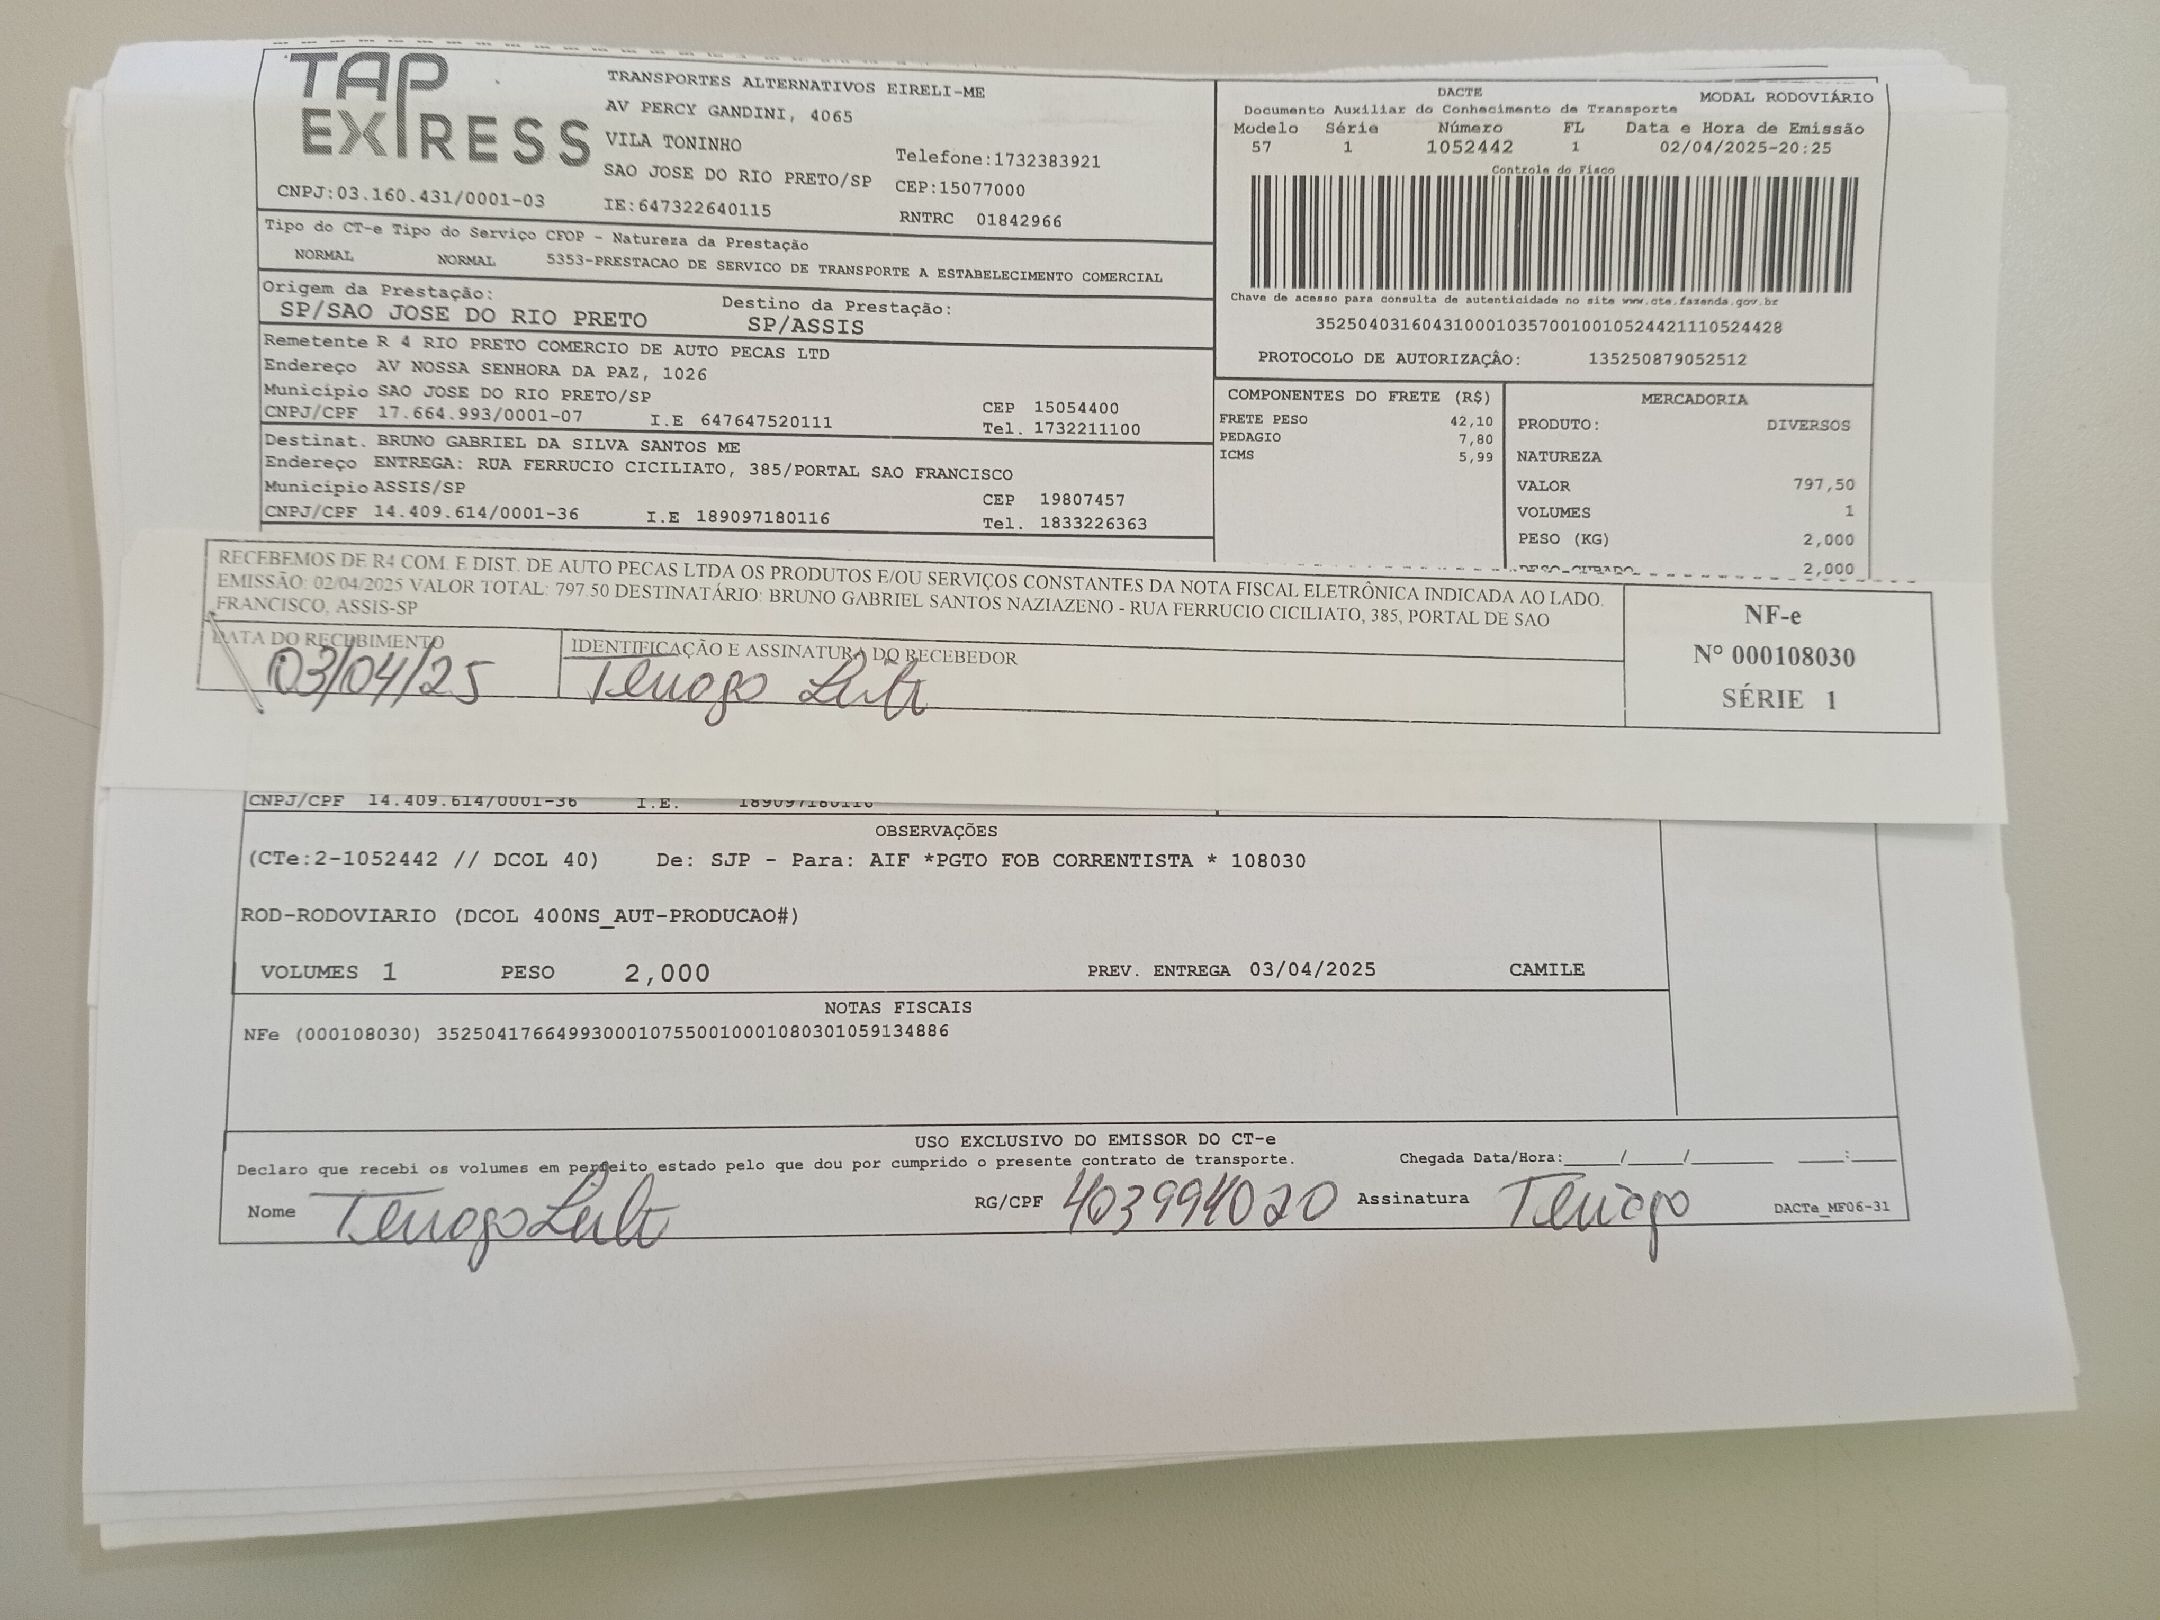 TAP EXPRESS
TRANSPORTES ALTERNATIVOS EIRELI-ME
AV PERCY GANDINI, 4065
VILA TONINHO
Telefone:1732383921
SAO JOSE DO RIO PRETO/SP CEP:15077000
CNPJ:03.160.431/0001-03 IE:647322640115 RNTRC 01842966
Tipo do CT-e Tipo do Serviço CFOP - Natureza da Prestação
NORMAL NORMAL 5353-PRESTACAO DE SERVICO DE TRANSPORTE A ESTABELECIMENTO COMERCIAL
Origem da Prestação: Destino da Prestação:
SP/SAO JOSE DO RIO PRETO SP/ASSIS
Remetente R 4 RIO PRETO COMERCIO DE AUTO PECAS LTD
Endereço AV NOSSA SENHORA DA PAZ, 1026
Município SAO JOSE DO RIO PRETO/SP CEP 15054400
CNPJ/CPF 17.664.993/0001-07 I.E 647647520111 Tel. 1732211100
Destinat. BRUNO GABRIEL DA SILVA SANTOS ME
Endereço ENTREGA: RUA FERRUCIO CICILIATO, 385/PORTAL SAO FRANCISCO
Município ASSIS/SP CEP 19807457
CNPJ/CPF 14.409.614/0001-36 I.E 189097180116 Tel. 1833226363
DACTE MODAL RODOVIÁRIO
Documento Auxiliar do Conhecimento de Transporte
Modelo Série Número FL Data e Hora de Emissão
57 1 1052442 1 02/04/2025-20:25
Controle do Fisco
Chave de acesso para consulta de autenticidade no site www.cte.fazenda.gov.br
35250403160431000103570010010524421110524428
PROTOCOLO DE AUTORIZAÇÃO: 135250879052512
COMPONENTES DO FRETE (R$)
FRETE PESO 42,10
PEDAGIO 7,80
ICMS 5,99
MERCADORIA
PRODUTO: DIVERSOS
NATUREZA
VALOR 797,50
VOLUMES 1
PESO (KG) 2,000
PESO CUBADO 2,000
RECEBEMOS DE R4 COM. E DIST. DE AUTO PECAS LTDA OS PRODUTOS E/OU SERVIÇOS CONSTANTES DA NOTA FISCAL ELETRÔNICA INDICADA AO LADO.
EMISSÃO: 02/04/2025 VALOR TOTAL: 797.50 DESTINATÁRIO: BRUNO GABRIEL SANTOS NAZIAZENO - RUA FERRUCIO CICILIATO, 385, PORTAL DE SAO
FRANCISCO, ASSIS-SP
DATA DO RECEBIMENTO
03/04/25
IDENTIFICAÇÃO E ASSINATURA DO RECEBEDOR
NF-e
Nº 000108030
SÉRIE 1
CNPJ/CPF 14.409.614/0001-36 I.E. 189097180116
OBSERVAÇÕES
(CTe:2-1052442 // DCOL 40) De: SJP - Para: AIF *PGTO FOB CORRENTISTA * 108030
ROD-RODOVIARIO (DCOL 400NS_AUT-PRODUCAO#)
VOLUMES 1 PESO 2,000 PREV. ENTREGA 03/04/2025 CAMILE
NOTAS FISCAIS
NFe (000108030) 35250417664993000107550010001080301059134886
USO EXCLUSIVO DO EMISSOR DO CT-e
Declaro que recebi os volumes em perfeito estado pelo que dou por cumprido o presente contrato de transporte. Chegada Data/Hora:____/____/______ ____:____
Nome RG/CPF 403994020 Assinatura DACTe_MF06-31